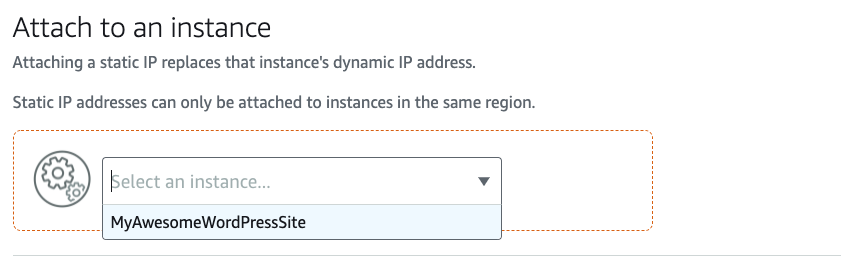 Attach to an instance
Attaching a static IP replaces that instance's dynamic IP address.
Static IP addresses can only be attached to instances in the same region.
Select an instance...
MyAwesomeWordPressSite